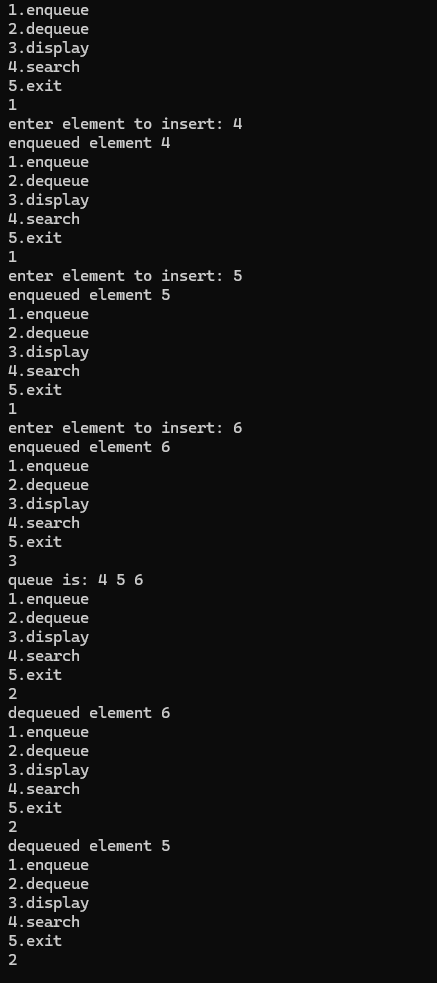 1.enqueue
2.dequeue
3.display
4.search
5.exit
1
enter element to insert: 4
enqueued element 4
1.enqueue
2.dequeue
3.display
4.search
5.exit
1
enter element to insert: 5
enqueued element 5
1.enqueue
2.dequeue
3.display
4.search
5.exit
1
enter element to insert: 6
enqueued element 6
1.enqueue
2.dequeue
3.display
4.search
5.exit
3
queue is: 4 5 6
1.enqueue
2.dequeue
3.display
4.search
5.exit
2
dequeued element 6
1.enqueue
2.dequeue
3.display
4.search
5.exit
2
dequeued element 5
1.enqueue
2.dequeue
3.display
4.search
5.exit
2